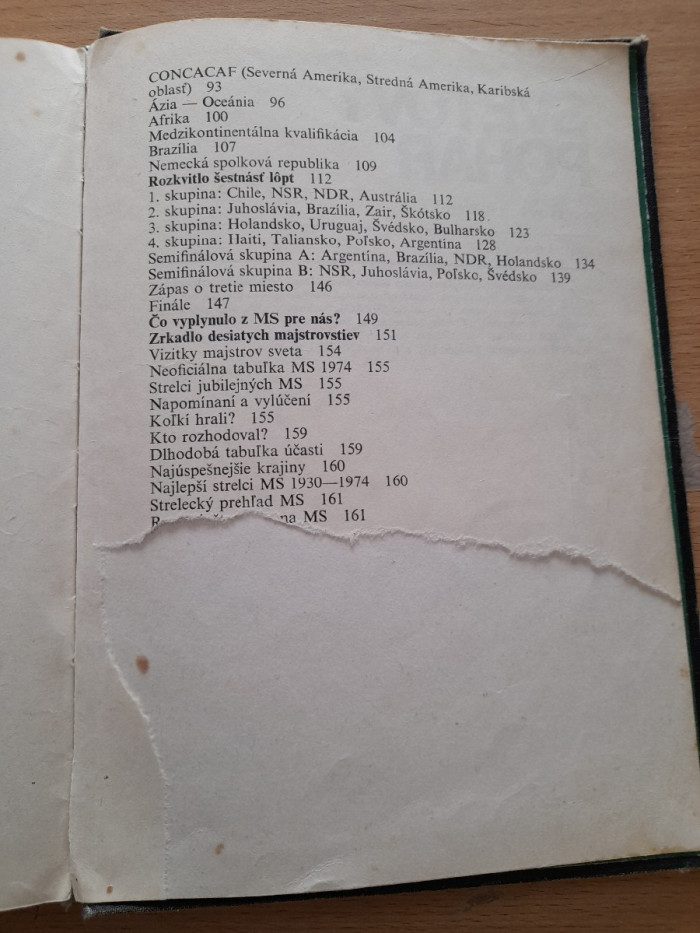 CONCACAF (Severná Amerika, Stredná Amerika, Karibská
oblasť) 93
Ázia — Oceánia 96
Afrika 100
Medzikontinentálna kvalifikácia 104
Brazília 107
Nemecká spolková republika 109
Rozkvitlo šestnásť lôpt 112
1. skupina: Chile, NSR, NDR, Austrália 112
2. skupina: Juhoslávia, Brazília, Zair, Škótsko 118
3. skupina: Holandsko, Uruguaj, Švédsko, Bulharsko 123
4. skupina: Haiti, Taliansko, Poľsko, Argentina 128
Semifinálová skupina A: Argentína, Brazília, NDR, Holandsko 134
Semifinálová skupina B: NSR, Juhoslávia, Poľsko, Švédsko 139
Zápas o tretie miesto 146
Finále 147
Čo vyplynulo z MS pre nás? 149
Zrkadlo desiatych majstrovstiev 151
Vizitky majstrov sveta 154
Neoficiálna tabuľka MS 1974 155
Strelci jubilejných MS 155
Napomínaní a vylúčení 155
Koľkí hrali? 155
Kto rozhodoval? 159
Dlhodobá tabuľka účasti 159
Najúspešnejšie krajiny 160
Najlepší strelci MS 1930—1974 160
Strelecký prehľad MS 161
na MS 161